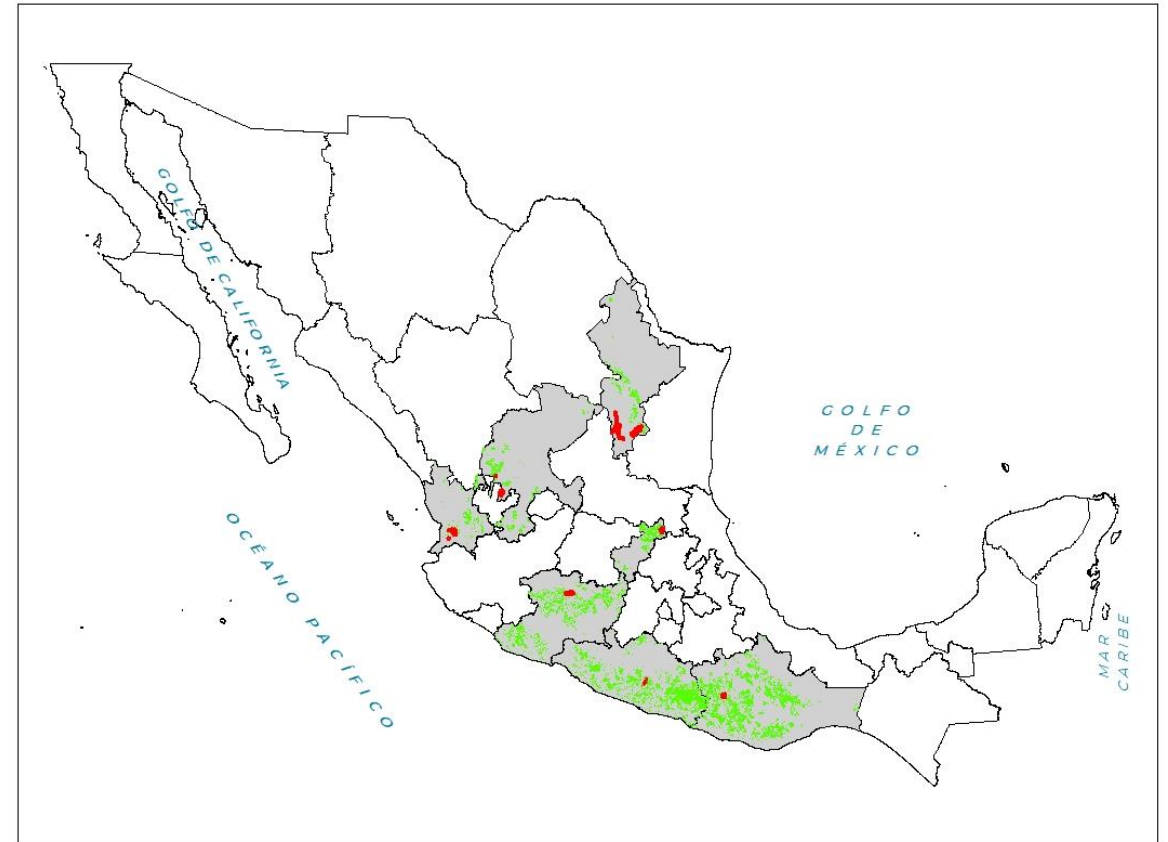 GOLFO DE CALIFORNIA
GOLFO
DE
MÉXICO
OCÉANO PACÍFICO
MAR
CARIBE